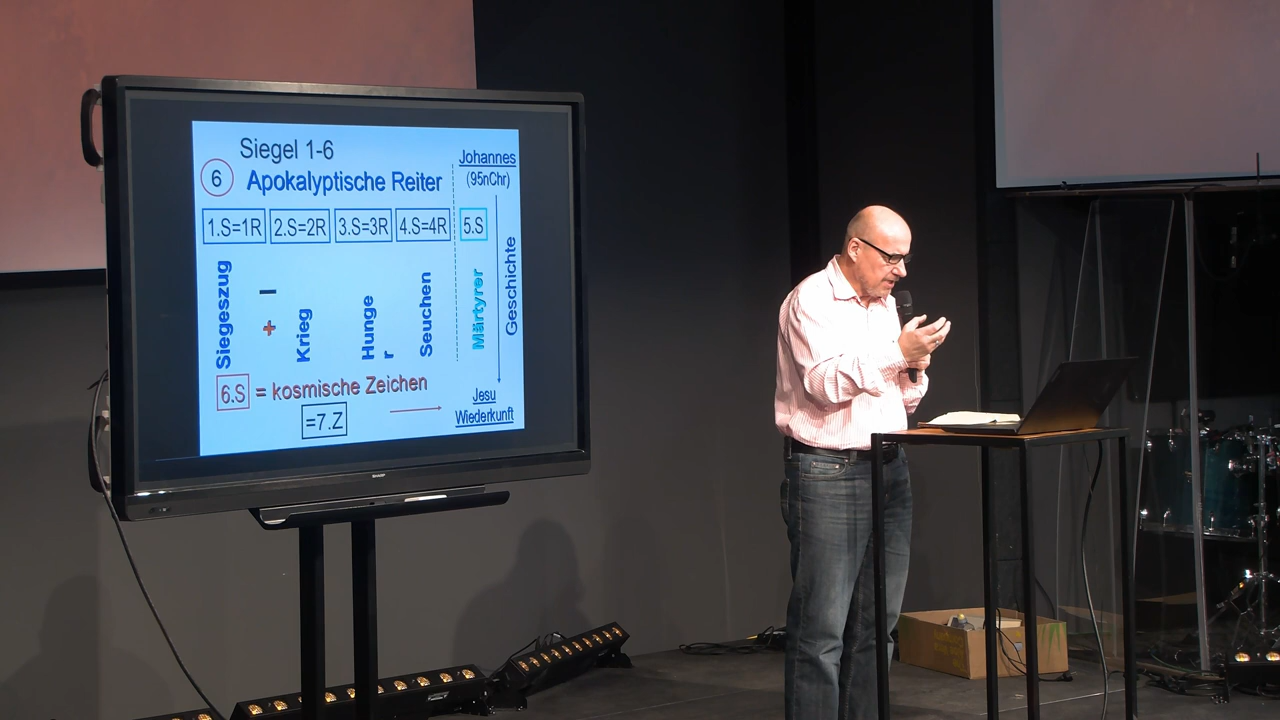 Siegel 1-6
6 Apokalyptische Reiter
Johannes
(95nChr)
1.S=1R 2.S=2R 3.S=3R 4.S=4R 5.S
Siegeszug
− +
Krieg
Hunge
r
Seuchen
Märtyrer
Geschichte
6.S = kosmische Zeichen
=7.Z
Jesu
Wiederkunft
SHARP